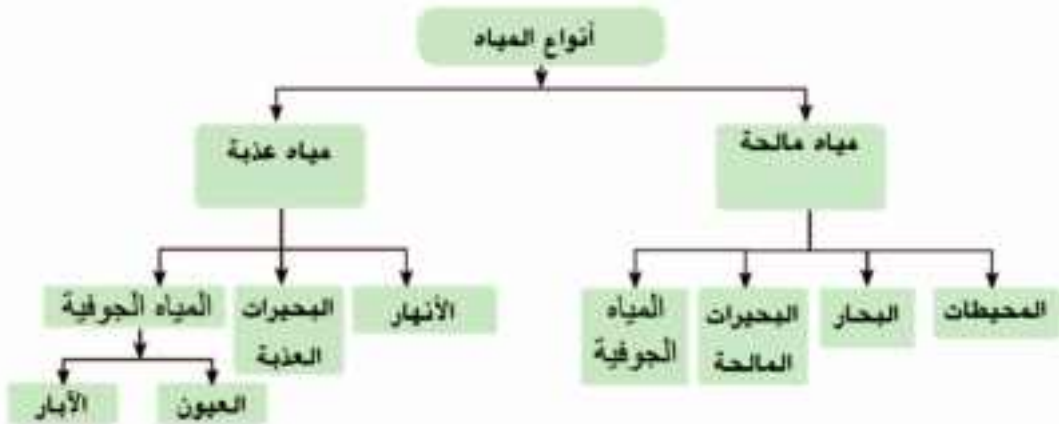 أنواع المياه
مياه مالحة
مياه عذبة
المحيطات
البحار
البحيرات
المالحة
المياه
الجوفية
الأنهار
البحيرات
العذبة
المياه الجوفية
العيون
الآبار